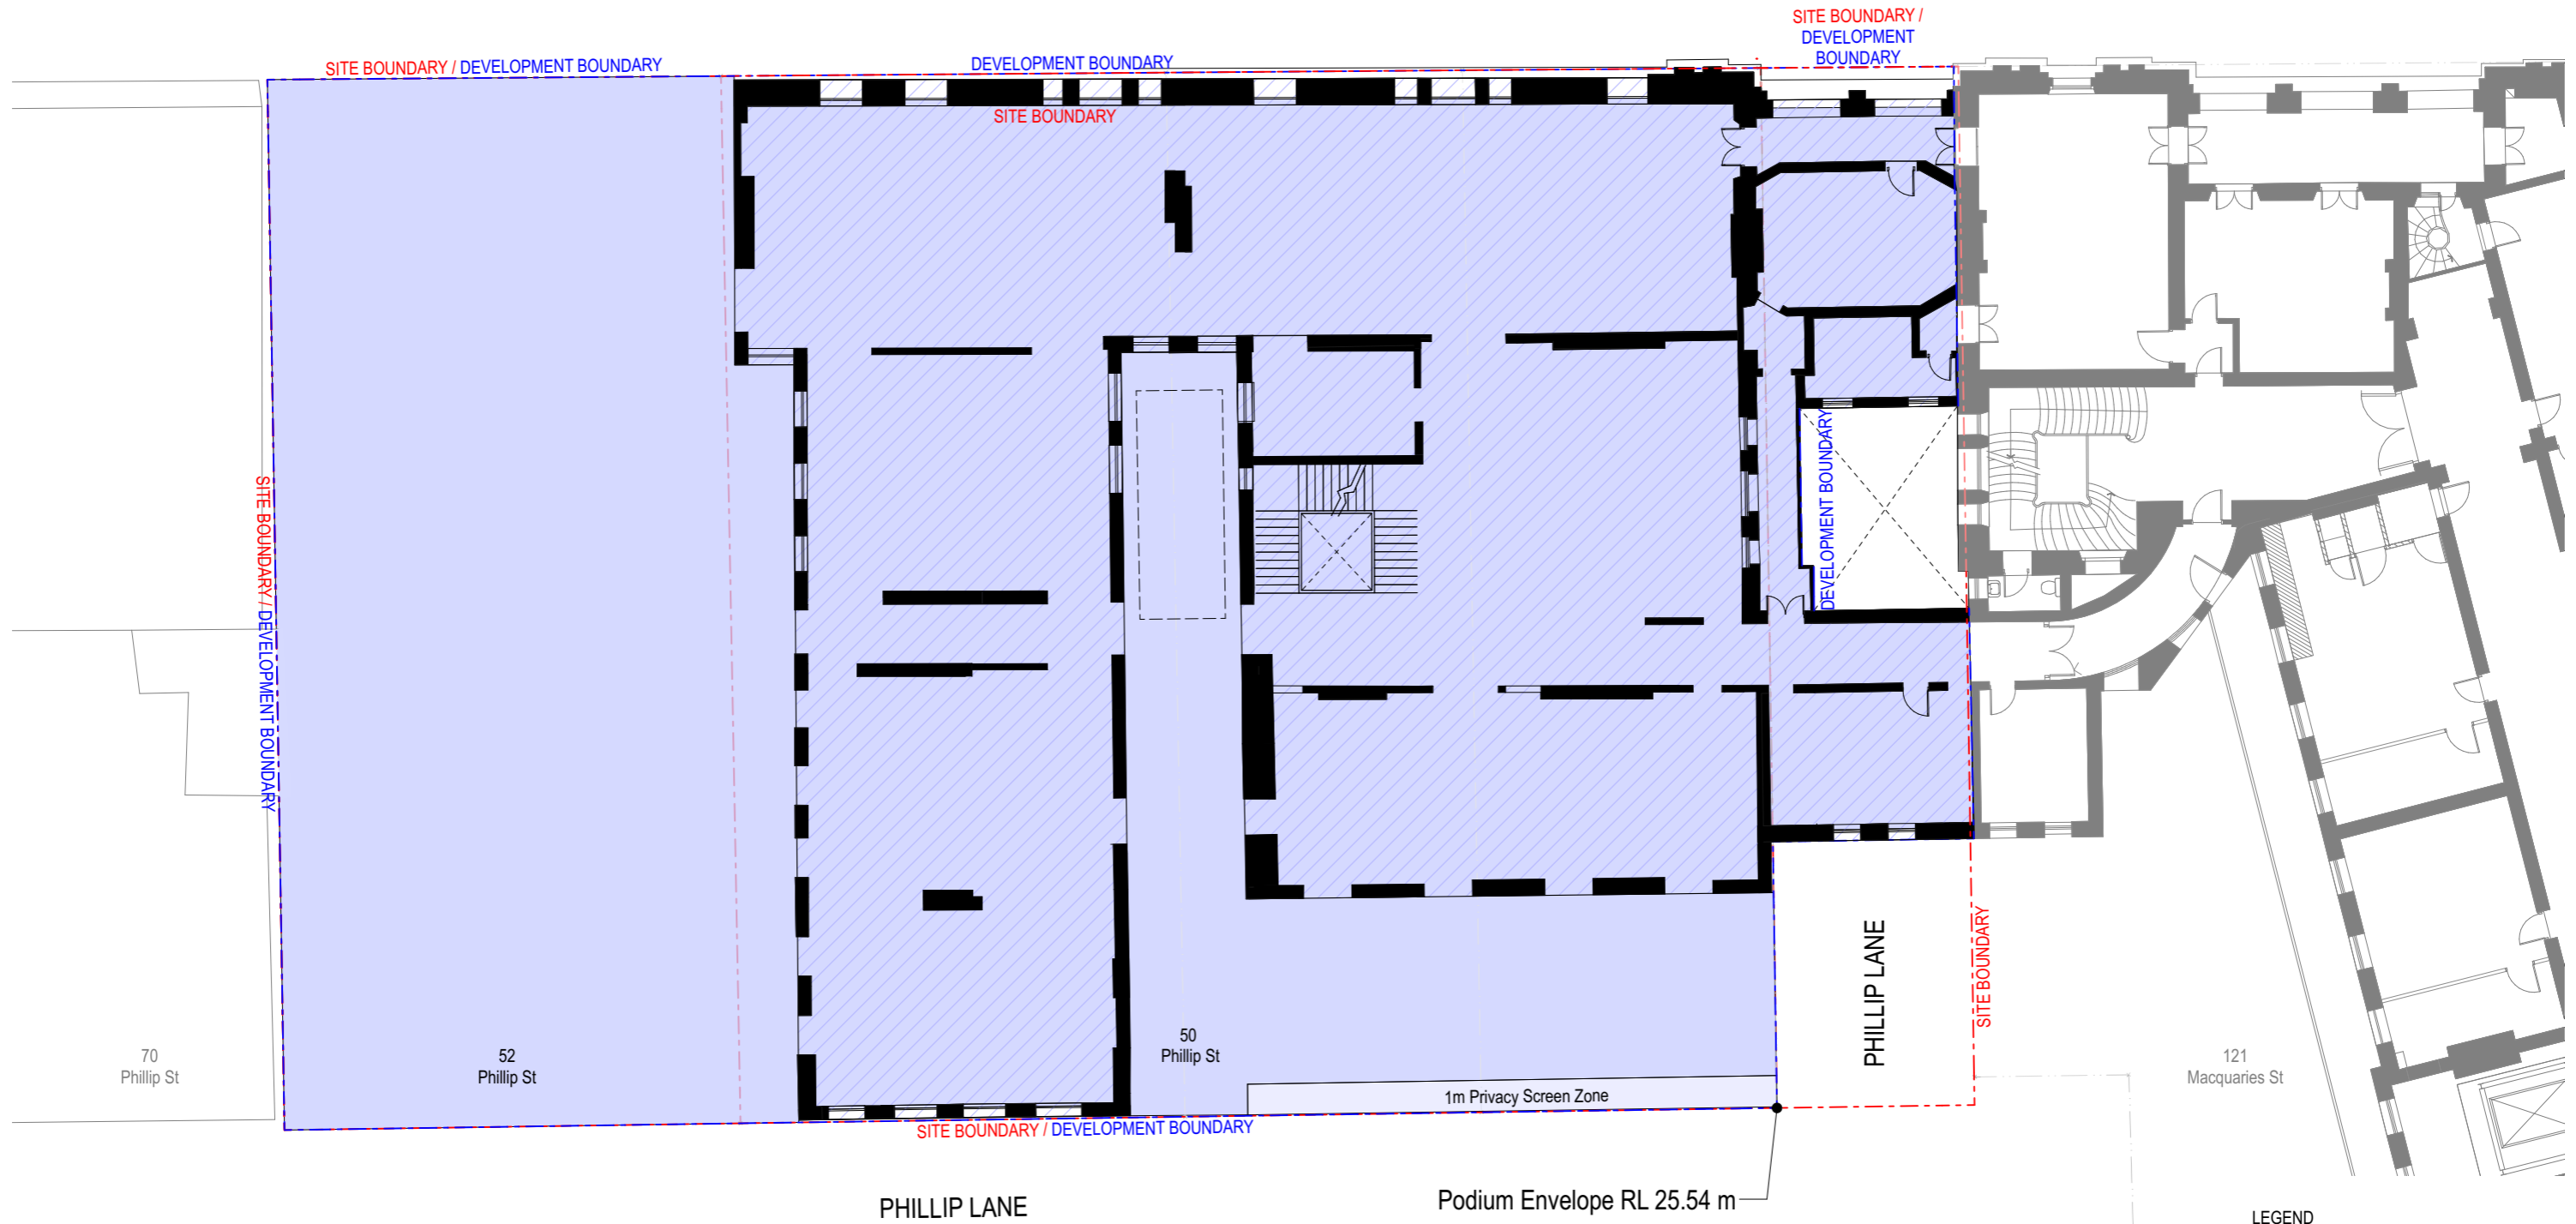 SITE BOUNDARY /
DEVELOPMENT
BOUNDARY
SITE BOUNDARY / DEVELOPMENT BOUNDARY
DEVELOPMENT BOUNDARY
SITE BOUNDARY
SITE BOUNDARY / DEVELOPMENT BOUNDARY
DEVELOPMENT BOUNDARY
PHILLIP LANE
SITE BOUNDARY
70
Phillip St
52
Phillip St
50
Phillip St
121
Macquaries St
1m Privacy Screen Zone
SITE BOUNDARY / DEVELOPMENT BOUNDARY
PHILLIP LANE
Podium Envelope RL 25.54 m
LEGEND